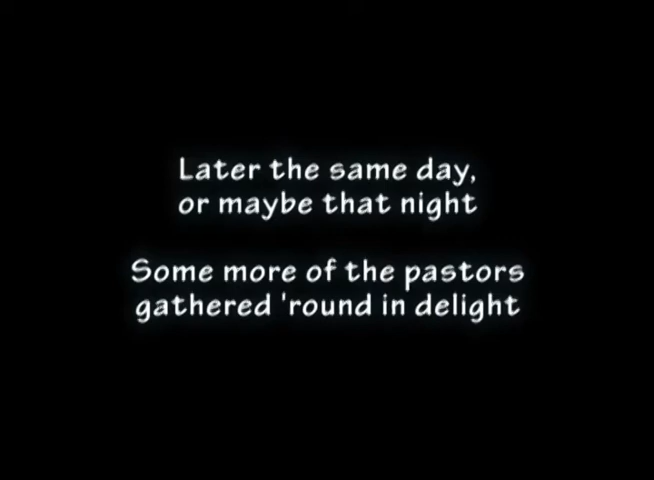 Later the same day,
or maybe that night
Some more of the pastors
gathered 'round in delight